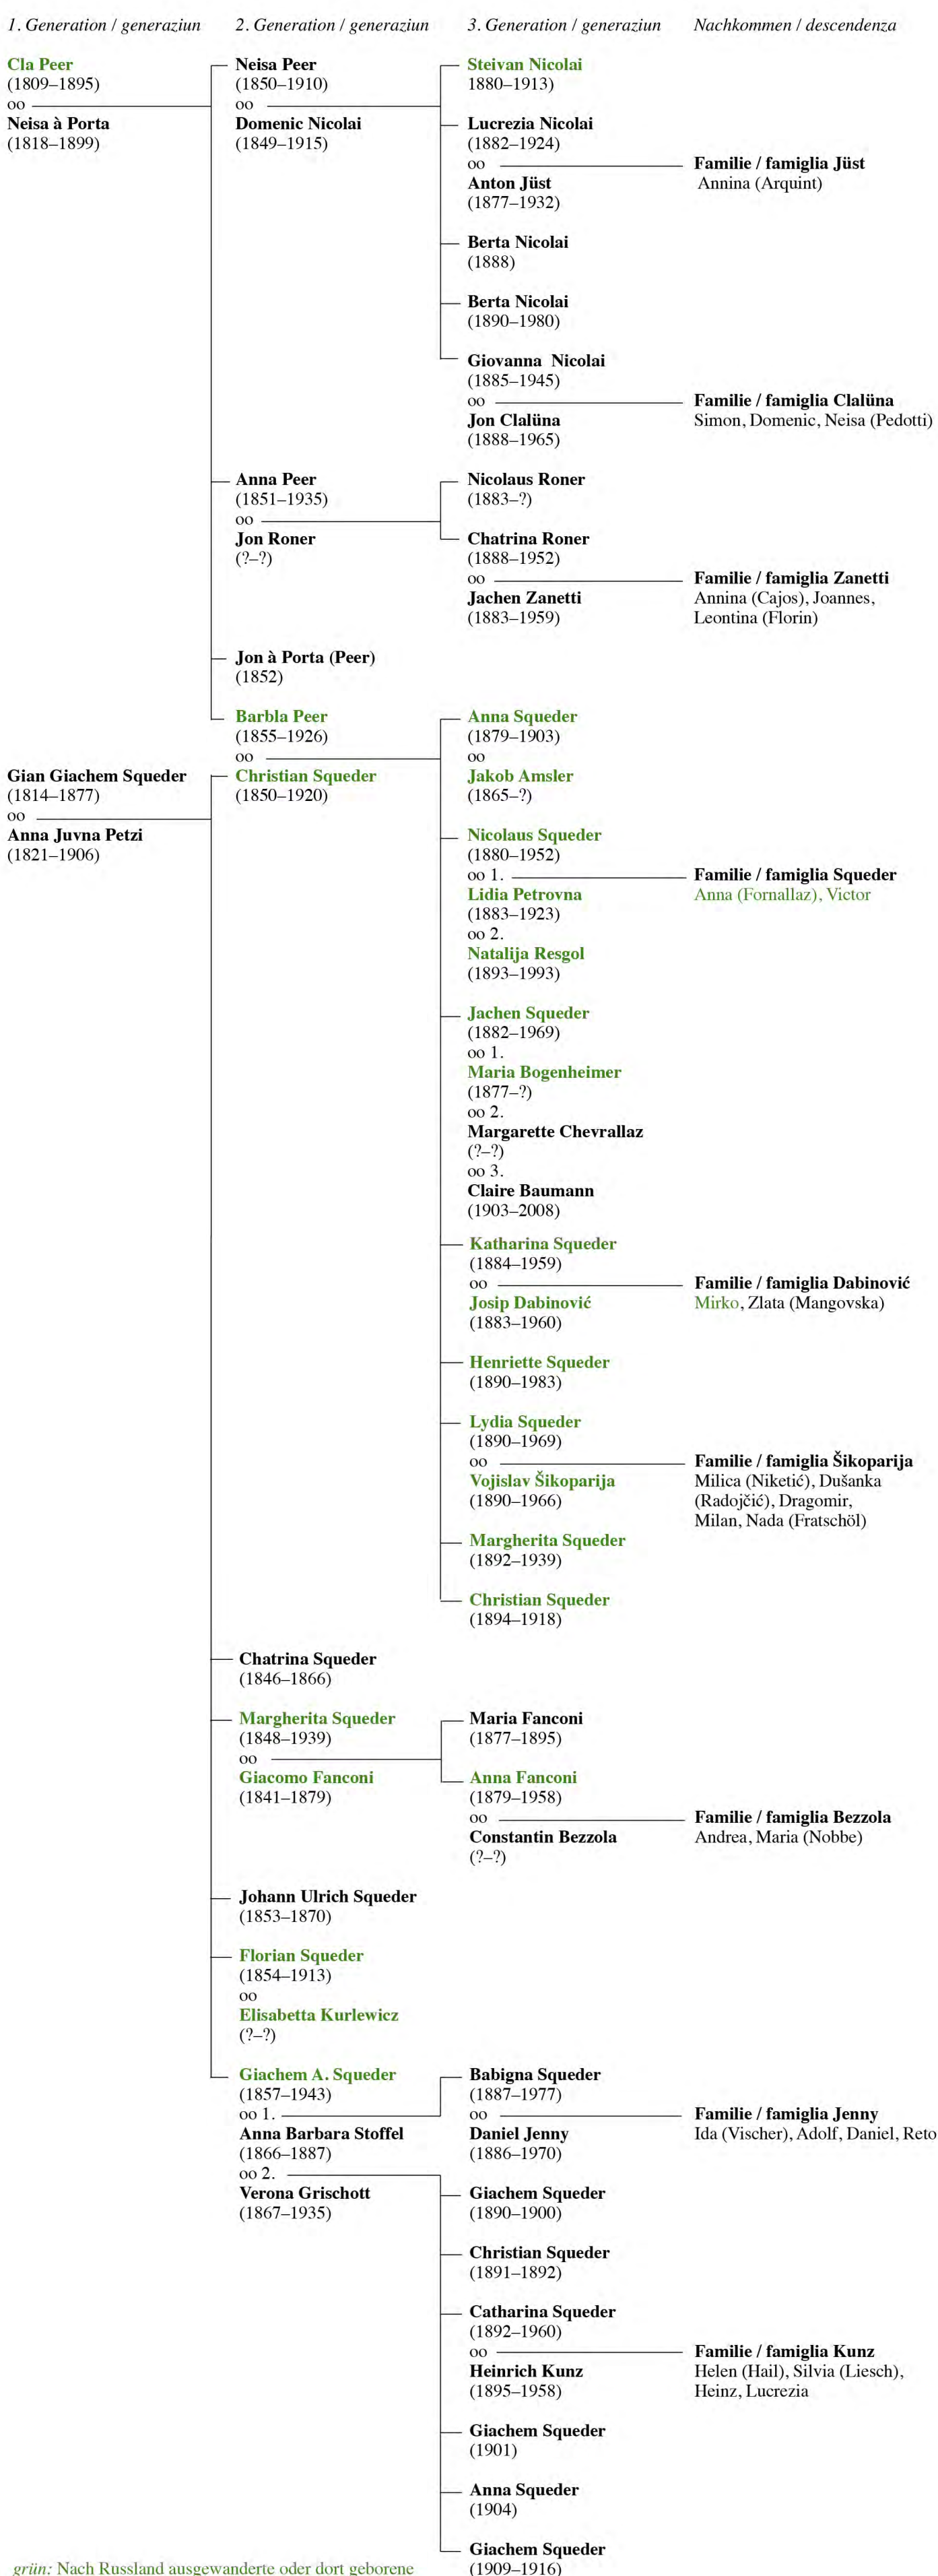 1. Generation / generaziun
2. Generation / generaziun
3. Generation / generaziun
Nachkommen / descendenza
Cla Peer
(1809–1895)
oo
Neisa à Porta
(1818–1899)
Neisa Peer
(1850–1910)
oo
Domenic Nicolai
(1849–1915)
Steivan Nicolai
1880–1913)
Lucrezia Nicolai
(1882–1924)
oo
Anton Jüst
(1877–1932)
Familie / famiglia Jüst
Annina (Arquint)
Berta Nicolai
(1888)
Berta Nicolai
(1890–1980)
Giovanna Nicolai
(1885–1945)
oo
Jon Clalüna
(1888–1965)
Familie / famiglia Clalüna
Simon, Domenic, Neisa (Pedotti)
Anna Peer
(1851–1935)
oo
Jon Roner
(?–?)
Nicolaus Roner
(1883–?)
Chatrina Roner
(1888–1952)
oo
Jachen Zanetti
(1883–1959)
Familie / famiglia Zanetti
Annina (Cajos), Joannes,
Leontina (Florin)
Jon à Porta (Peer)
(1852)
Barbla Peer
(1855–1926)
oo
Christian Squeder
(1850–1920)
Gian Giachem Squeder
(1814–1877)
oo
Anna Juvna Petzi
(1821–1906)
Anna Squeder
(1879–1903)
oo
Jakob Amsler
(1865–?)
Nicolaus Squeder
(1880–1952)
oo 1.
Lidia Petrovna
(1883–1923)
oo 2.
Natalija Resgol
(1893–1993)
Familie / famiglia Squeder
Anna (Fornallaz), Victor
Jachen Squeder
(1882–1969)
oo 1.
Maria Bogenheimer
(1877–?)
oo 2.
Margarette Chevrallaz
(?–?)
oo 3.
Claire Baumann
(1903–2008)
Katharina Squeder
(1884–1959)
oo
Josip Dabinović
(1883–1960)
Familie / famiglia Dabinović
Mirko, Zlata (Mangovska)
Henriette Squeder
(1890–1983)
Lydia Squeder
(1890–1969)
oo
Vojislav Šikoparija
(1890–1966)
Familie / famiglia Šikoparija
Milica (Niketić), Dušanka
(Radojčić), Dragomir,
Milan, Nada (Fratschöl)
Margherita Squeder
(1892–1939)
Christian Squeder
(1894–1918)
Chatrina Squeder
(1846–1866)
Margherita Squeder
(1848–1939)
oo
Giacomo Fanconi
(1841–1879)
Maria Fanconi
(1877–1895)
Anna Fanconi
(1879–1958)
oo
Constantin Bezzola
(?–?)
Familie / famiglia Bezzola
Andrea, Maria (Nobbe)
Johann Ulrich Squeder
(1853–1870)
Florian Squeder
(1854–1913)
oo
Elisabetta Kurlewicz
(?–?)
Giachem A. Squeder
(1857–1943)
oo 1.
Anna Barbara Stoffel
(1866–1887)
oo 2.
Verona Grischott
(1867–1935)
Babigna Squeder
(1887–1977)
oo
Daniel Jenny
(1886–1970)
Familie / famiglia Jenny
Ida (Vischer), Adolf, Daniel, Reto
Giachem Squeder
(1890–1900)
Christian Squeder
(1891–1892)
Catharina Squeder
(1892–1960)
oo
Heinrich Kunz
(1895–1958)
Familie / famiglia Kunz
Helen (Hail), Silvia (Liesch),
Heinz, Lucrezia
Giachem Squeder
(1901)
Anna Squeder
(1904)
Giachem Squeder
(1909–1916)
grün: Nach Russland ausgewanderte oder dort geborene